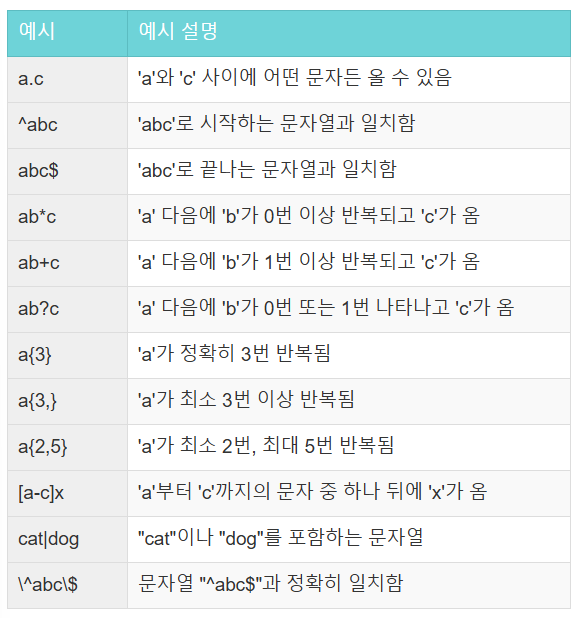 예시 예시 설명
a.c 'a'와 'c' 사이에 어떤 문자든 올 수 있음
^abc 'abc'로 시작하는 문자열과 일치함
abc$ 'abc'로 끝나는 문자열과 일치함
ab*c 'a' 다음에 'b'가 0번 이상 반복되고 'c'가 옴
ab+c 'a' 다음에 'b'가 1번 이상 반복되고 'c'가 옴
ab?c 'a' 다음에 'b'가 0번 또는 1번 나타나고 'c'가 옴
a{3} 'a'가 정확히 3번 반복됨
a{3,} 'a'가 최소 3번 이상 반복됨
a{2,5} 'a'가 최소 2번, 최대 5번 반복됨
[a-c]x 'a'부터 'c'까지의 문자 중 하나 뒤에 'x'가 옴
cat|dog "cat"이나 "dog"를 포함하는 문자열
\^abc\$ 문자열 "^abc$"과 정확히 일치함